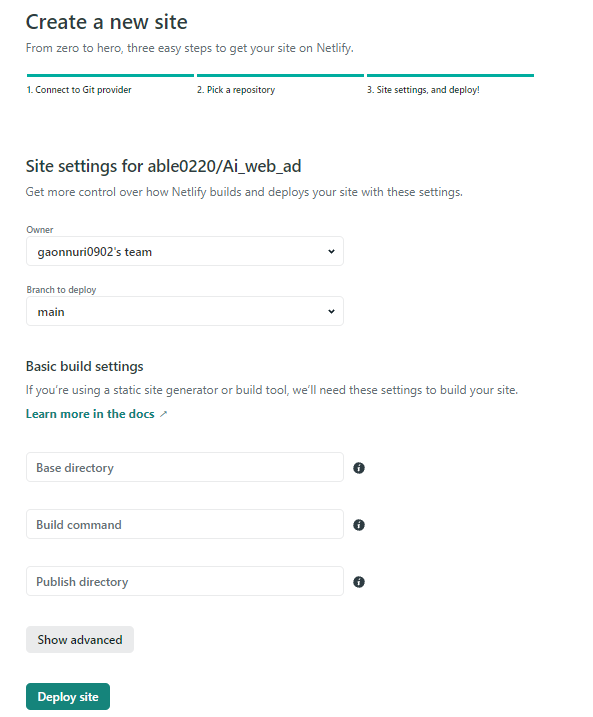 Create a new site
From zero to hero, three easy steps to get your site on Netlify.
1. Connect to Git provider
2. Pick a repository
3. Site settings, and deploy!
Site settings for able0220/Ai_web_ad
Get more control over how Netlify builds and deploys your site with these settings.
Owner
gaonnuri0902's team
Branch to deploy
main
Basic build settings
If you're using a static site generator or build tool, we'll need these settings to build your site.
Learn more in the docs ↗
Base directory
Build command
Publish directory
Show advanced
Deploy site